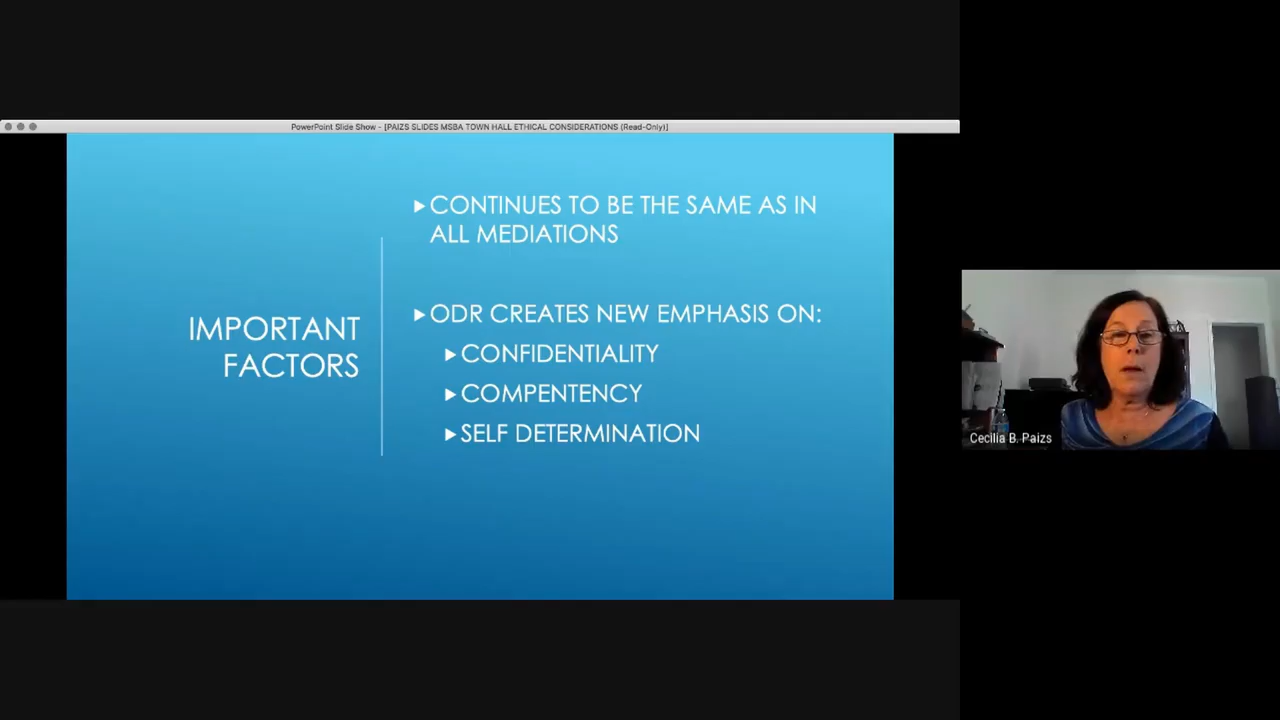 PowerPoint Slide Show - [PAIZS SLIDES MSBA TOWN HALL ETHICAL CONSIDERATIONS (Read-Only)]
IMPORTANT
FACTORS
▶CONTINUES TO BE THE SAME AS IN
ALL MEDIATIONS
▶ODR CREATES NEW EMPHASIS ON:
▶CONFIDENTIALITY
▶COMPENTENCY
▶SELF DETERMINATION
Cecilia B. Paizs